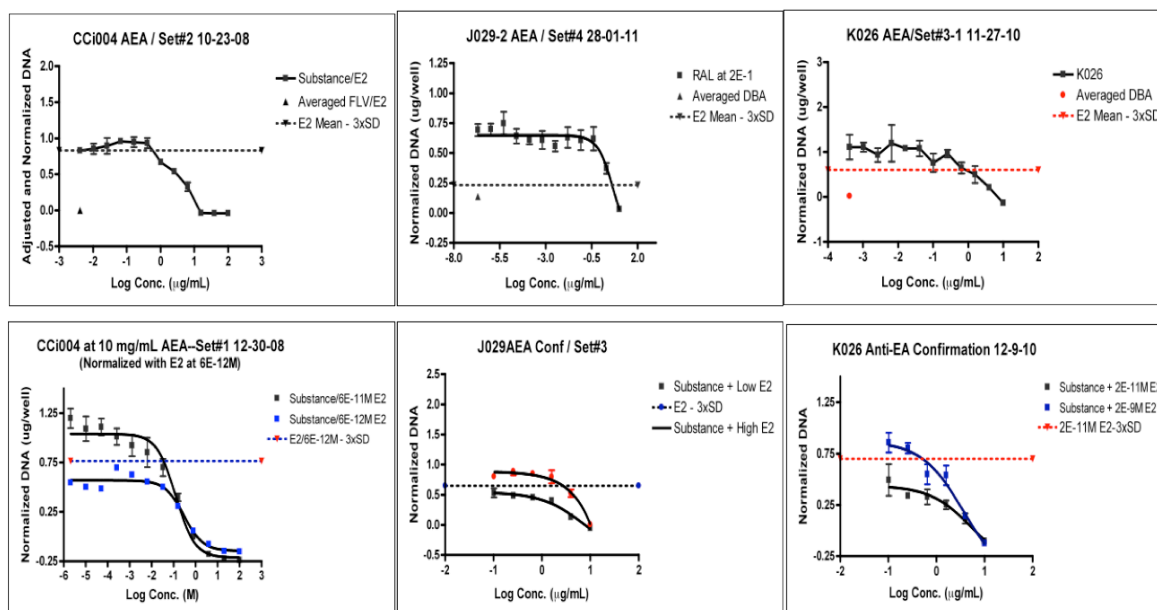 CCi004 AEA / Set#2 10-23-08
Adjusted and Normalized DNA
2.0
1.5
1.0
0.5
0.0
-0.5
-3 -2 -1 0 1 2 3
Log Conc. (μg/mL)
Substance/E2
Averaged FLV/E2
E2 Mean - 3xSD
J029-2 AEA / Set#4 28-01-11
Normalized DNA (ug/well)
1.25
1.00
0.75
0.50
0.25
0.00
-0.25
-8.0 -5.5 -3.0 -0.5 2.0
Log Conc. (μg/mL)
RAL at 2E-1
Averaged DBA
E2 Mean - 3xSD
K026 AEA/Set#3-1 11-27-10
Normalized DNA (ug/well)
3
2
1
0
-1
-4 -3 -2 -1 0 1 2
Log Conc. (μg/mL)
K026
Averaged DBA
E2 Mean - 3xSD
CCi004 at 10 mg/mL AEA--Set#1 12-30-08
(Normalized with E2 at 6E-12M)
Normalized DNA (ug/well)
1.25
0.75
0.25
-0.25
-6 -5 -4 -3 -2 -1 0 1 2 3
Log Conc. (M)
Substance/6E-11M E2
Substance/6E-12M E2
E2/6E-12M - 3xSD
J029AEA Conf / Set#3
Normalized DNA
2.5
2.0
1.5
1.0
0.5
0.0
-0.5
-2 -1 0 1 2
Log Conc. (μg/mL)
Substance + Low E2
E2 - 3xSD
Substance + High E2
K026 Anti-EA Confirmation 12-9-10
Normalized DNA
1.25
0.75
0.25
-0.25
-2 -1 0 1 2
Log Conc. (μg/mL)
Substance + 2E-11M E2
Substance + 2E-9M E2
2E-11M E2-3xSD